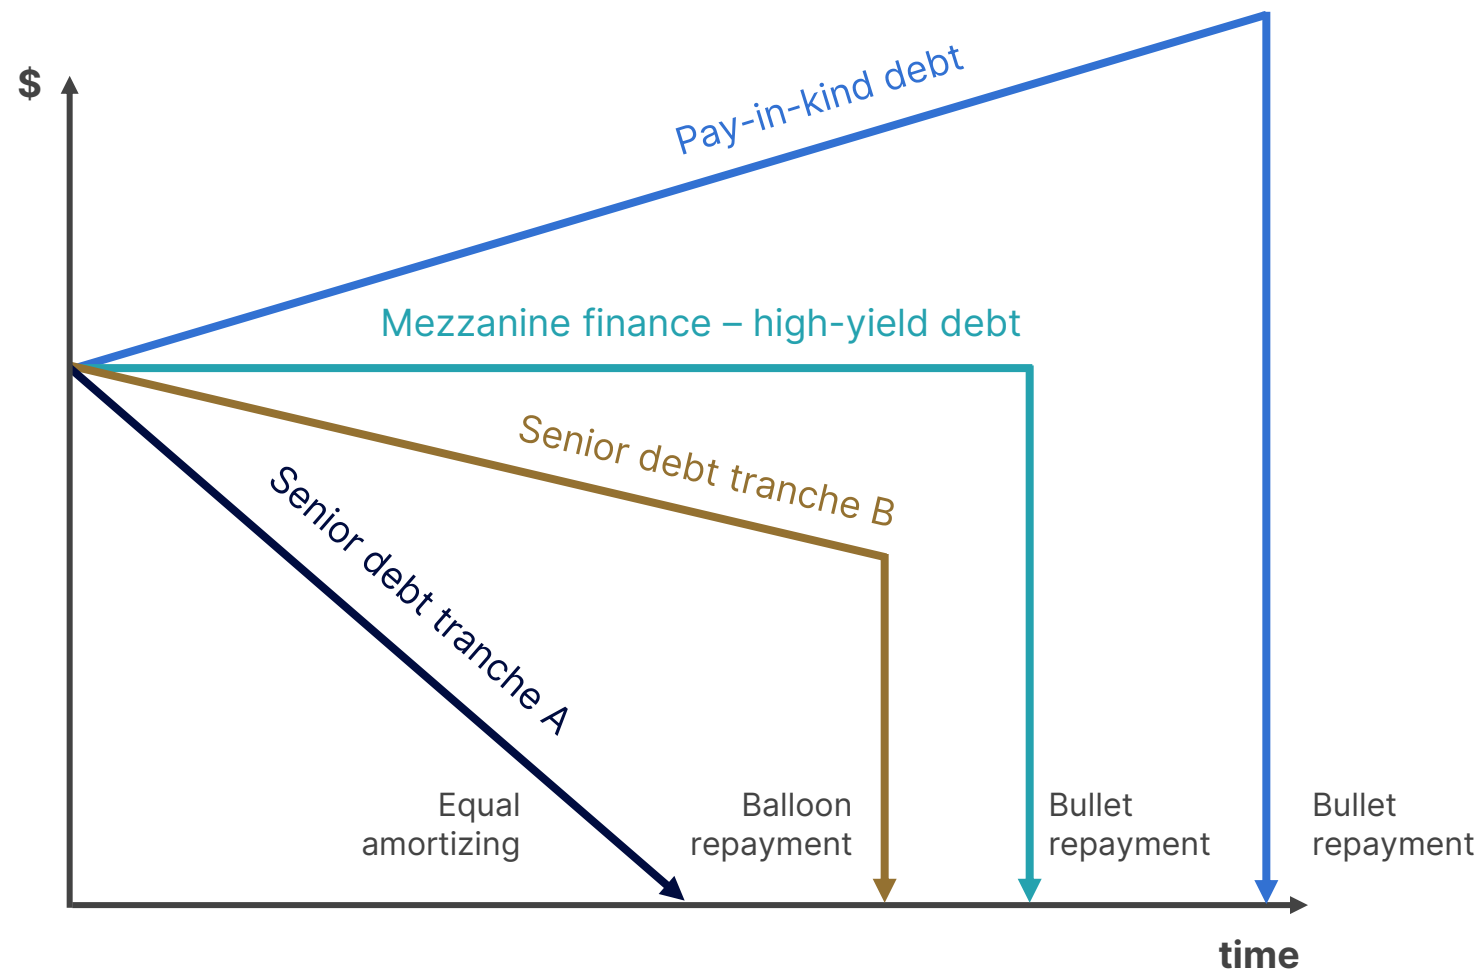 $
Pay-in-kind debt
Mezzanine finance – high-yield debt
Senior debt tranche B
Senior debt tranche A
Equal
amortizing
Balloon
repayment
Bullet
repayment
Bullet
repayment
time